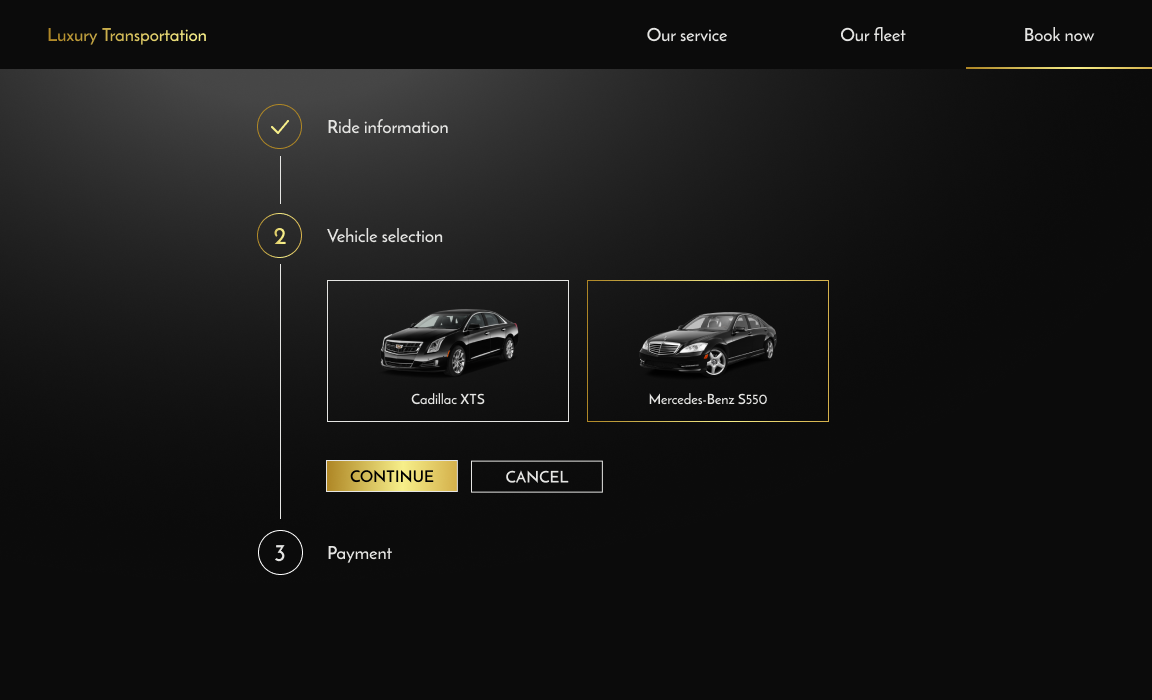 Luxury Transportation
Our service
Our fleet
Book now
Ride information
2
Vehicle selection
Cadillac XTS
Mercedes-Benz S550
CONTINUE
CANCEL
3
Payment